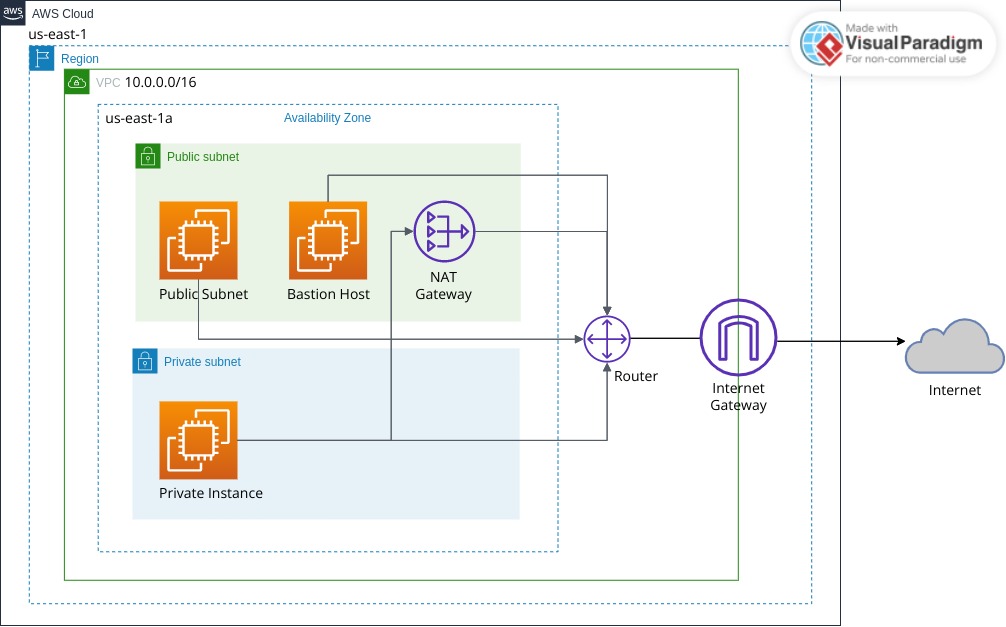 aws
AWS Cloud
us-east-1
Made with
Visual Paradigm
For non-commercial use
Region
VPC 10.0.0.0/16
us-east-1a
Availability Zone
Public subnet
Public Subnet
Bastion Host
NAT
Gateway
Private subnet
Router
Internet
Gateway
Internet
Private Instance